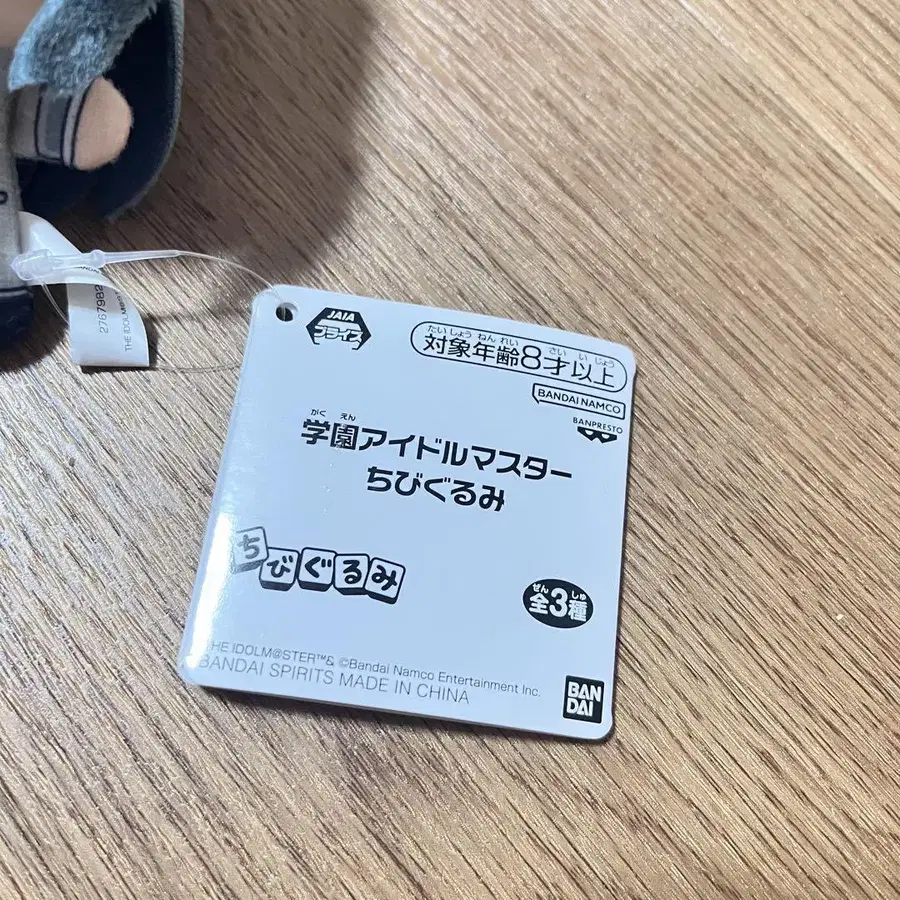 JAIA
プライズ
たいしょう ねん れい さい い じょう
対象年齢8才以上
BANDAI NAMCO
BANPRESTO
がく えん
学園アイドルマスター
ちびぐるみ
ちびぐるみ
ぜん しゅ
全3種
THE IDOLM@STER™& ©Bandai Namco Entertainment Inc.
BANDAI SPIRITS MADE IN CHINA
BAN
DAI
2767982
THE IDOLM@S